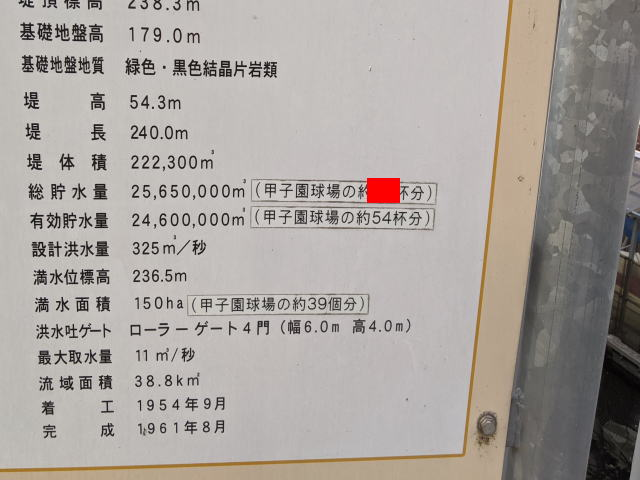 堤頂標高 238.3m
基礎地盤高 179.0m
基礎地盤地質 緑色・黒色結晶片岩類
堤高 54.3m
堤長 240.0m
堤体積 222,300㎥
総貯水量 25,650,000㎥(甲子園球場の約杯分)
有効貯水量 24,600,000㎥(甲子園球場の約54杯分)
設計洪水量 325㎥/秒
満水位標高 236.5m
満水面積 150ha(甲子園球場の約39個分)
洪水吐ゲート ローラーゲート4門(幅6.0m 高4.0m)
最大取水量 11㎥/秒
流域面積 38.8k㎡
着工 1954年9月
完成 1961年8月